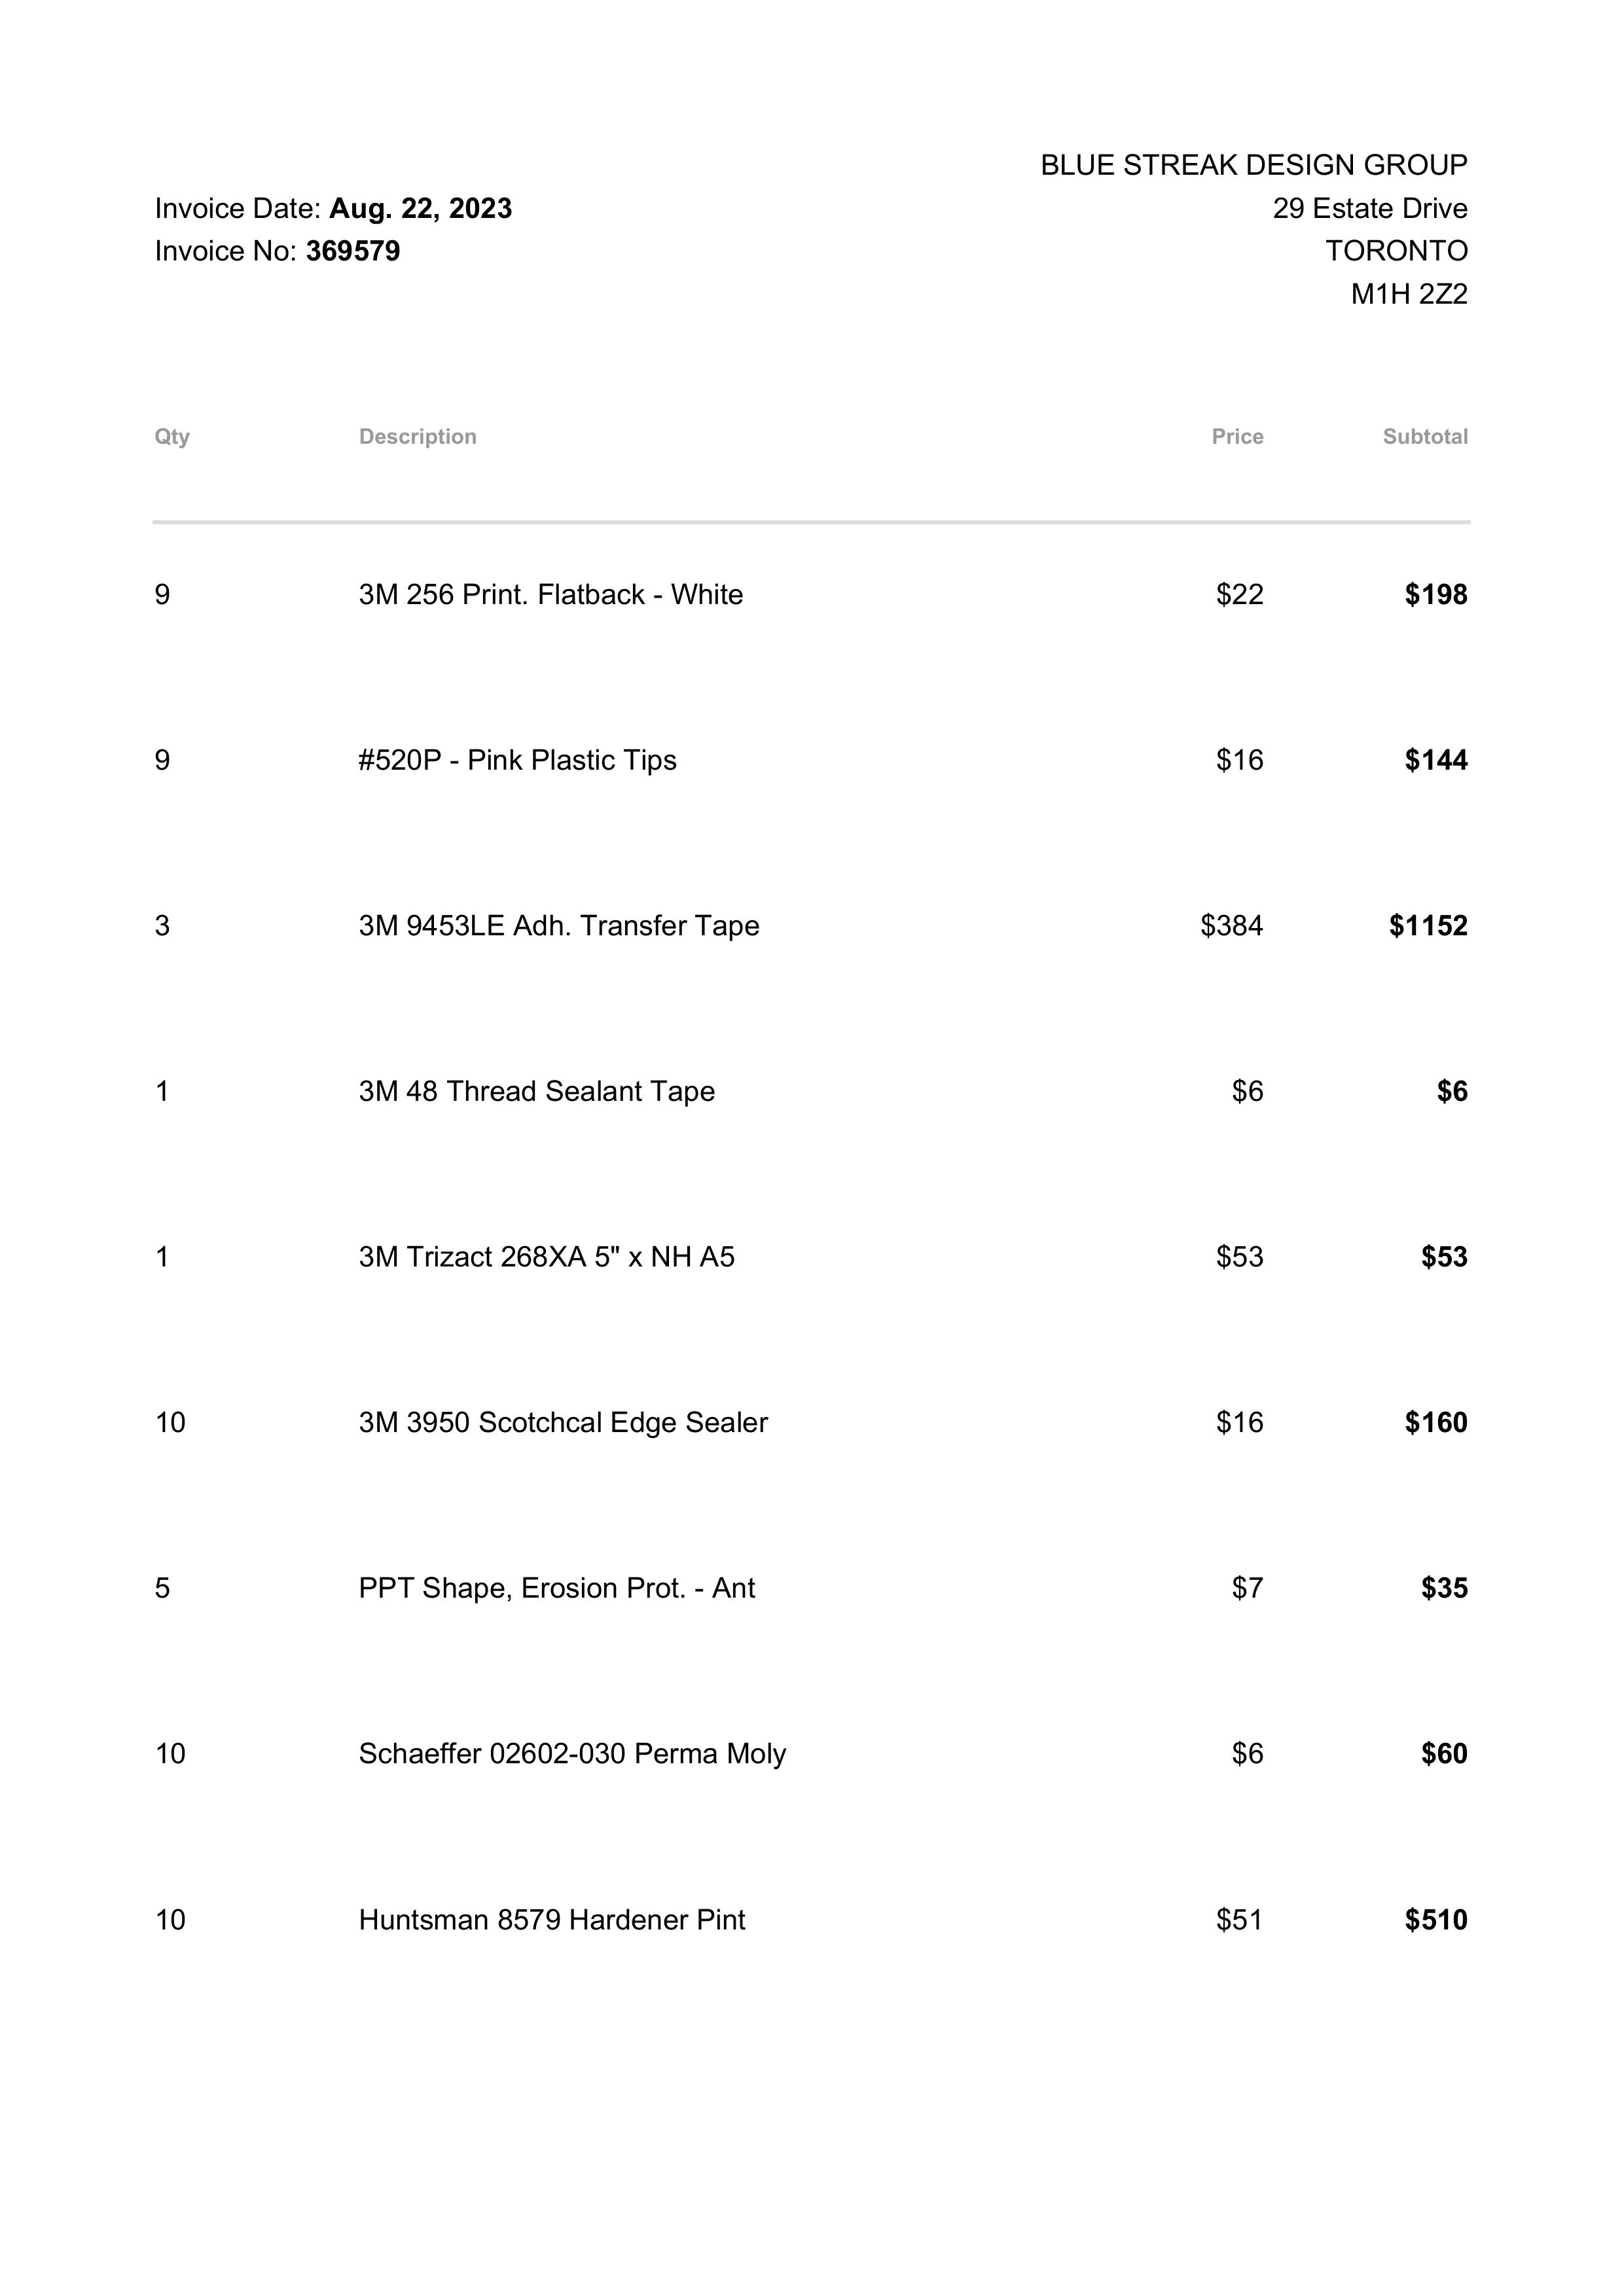 BLUE STREAK DESIGN GROUP
Invoice Date: Aug. 22, 2023 29 Estate Drive
Invoice No: 369579 TORONTO
M1H 2Z2
Qty Description Price Subtotal
9 3M 256 Print. Flatback - White $22 $198
9 #520P - Pink Plastic Tips $16 $144
3 3M 9453LE Adh. Transfer Tape $384 $1152
1 3M 48 Thread Sealant Tape $6 $6
1 3M Trizact 268XA 5" x NH A5 $53 $53
10 3M 3950 Scotchcal Edge Sealer $16 $160
5 PPT Shape, Erosion Prot. - Ant $7 $35
10 Schaeffer 02602-030 Perma Moly $6 $60
10 Huntsman 8579 Hardener Pint $51 $510